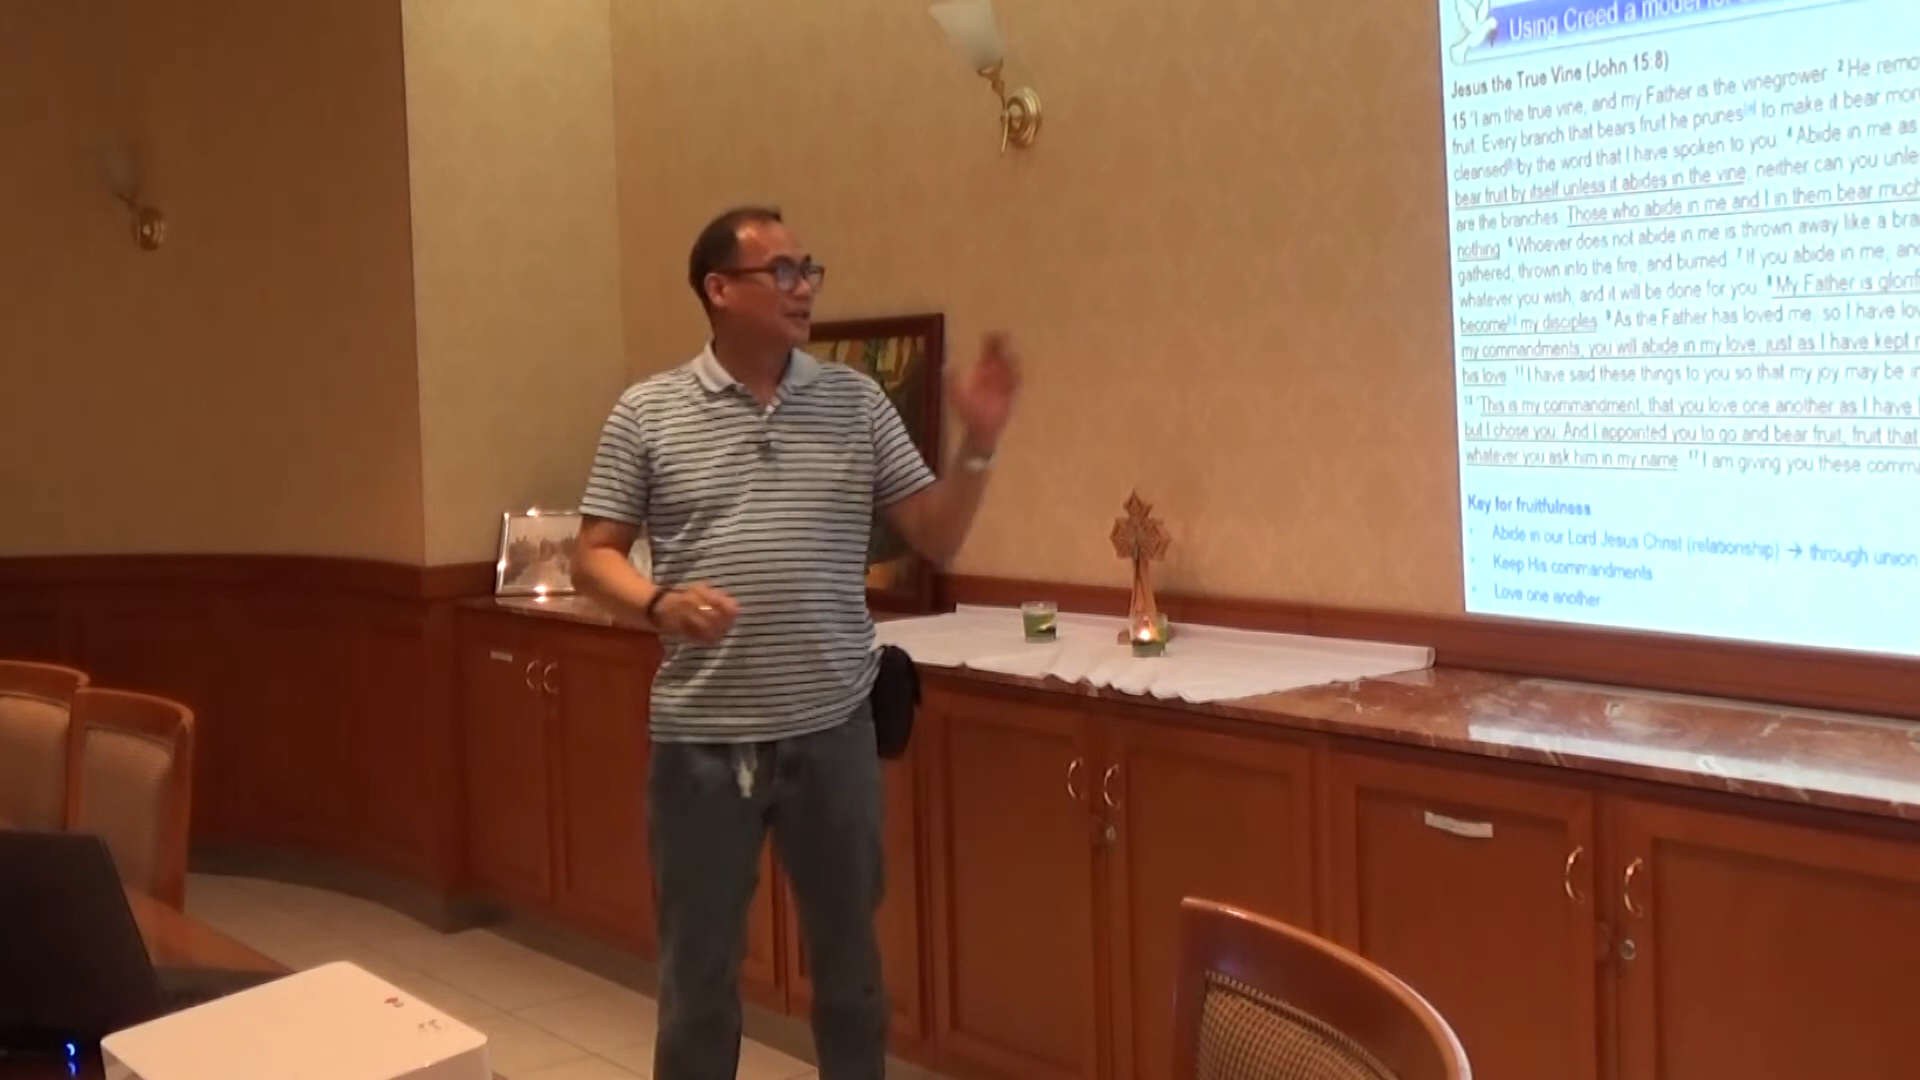 Using Creed a model for
Jesus the True Vine (John 15:8)
15 "I am the true vine, and my Father is the vinegrower. 2 He remo
fruit. Every branch that bears fruit he prunes to make it bear mor
cleansed by the word that I have spoken to you. 4 Abide in me as
bear fruit by itself unless it abides in the vine, neither can you unle
are the branches. Those who abide in me and I in them bear much
nothing. 6 Whoever does not abide in me is thrown away like a bra
gathered, thrown into the fire, and burned. 7 If you abide in me, and
whatever you wish, and it will be done for you. 8 My Father is glorif
become my disciples. 9 As the Father has loved me, so I have lov
my commandments, you will abide in my love, just as I have kept
his love. 11 I have said these things to you so that my joy may be in
"This is my commandment, that you love one another as I have l
but I chose you. And I appointed you to go and bear fruit, fruit that
whatever you ask him in my name. 17 I am giving you these comma
Key for fruitfulness
· Abide in our Lord Jesus Christ (relationship) → through union
· Keep His commandments
· Love one another